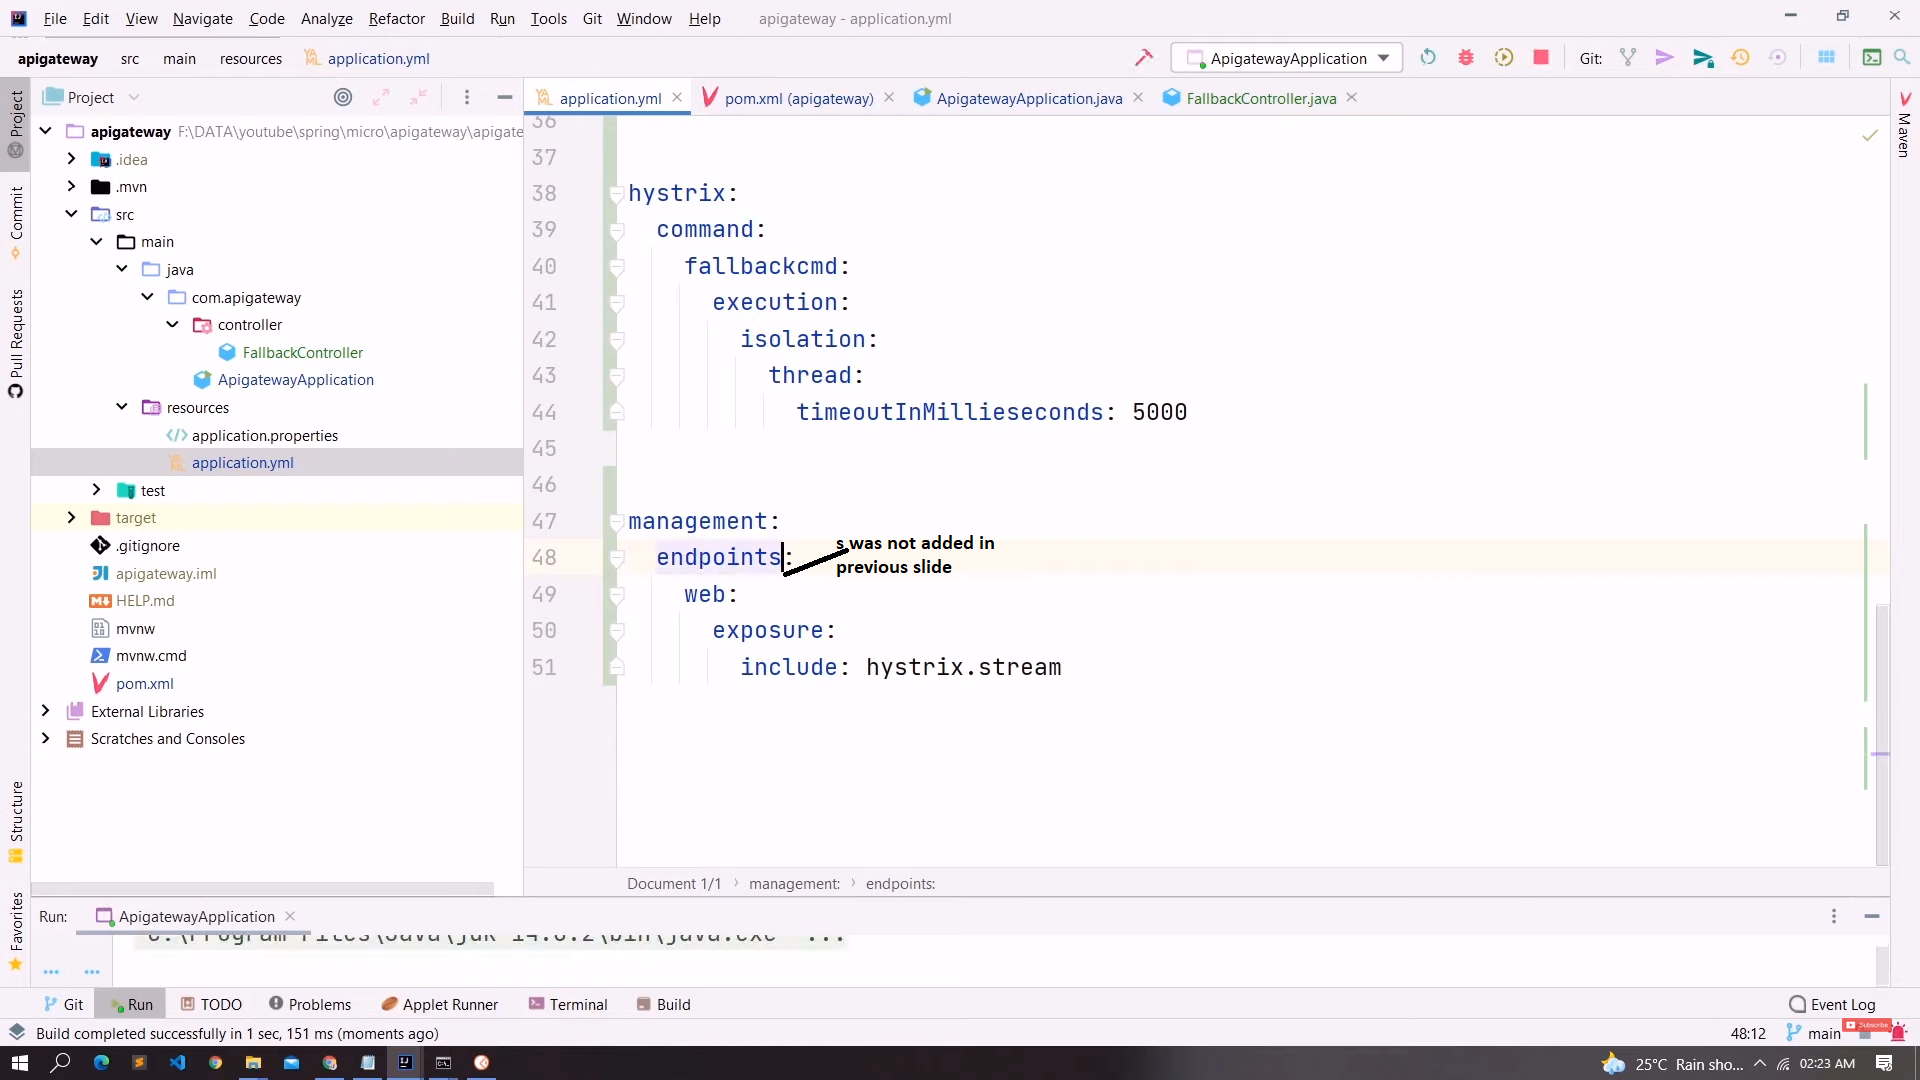 File Edit View Navigate Code Analyze Refactor Build Run Tools Git Window Help apigateway - application.yml
apigateway src main resources application.yml ApigatewayApplication Git:
Project
application.yml pom.xml (apigateway) ApigatewayApplication.java FallbackController.java
apigateway F:\DATA\youtube\spring\micro\apigateway\apigate
.idea
.mvn
src
main
java
com.apigateway
controller
FallbackController
ApigatewayApplication
resources
application.properties
application.yml
test
target
.gitignore
apigateway.iml
HELP.md
mvnw
mvnw.cmd
pom.xml
External Libraries
Scratches and Consoles
Project
Commit
Pull Requests
Structure
Favorites
Maven
36
37
38 hystrix:
39 command:
40 fallbackcmd:
41 execution:
42 isolation:
43 thread:
44 timeoutInMillieseconds: 5000
45
46
47 management:
48 endpoints:
49 web:
50 exposure:
51 include: hystrix.stream
s was not added in
previous slide
Document 1/1 management: endpoints:
Run: ApigatewayApplication
C:\Program Files\Java\jdk-14.0.2\bin\java.exe" ...
Git Run TODO Problems Applet Runner Terminal Build Event Log
Build completed successfully in 1 sec, 151 ms (moments ago) 48:12 main
Subscribe
25°C Rain sho... 02:23 AM